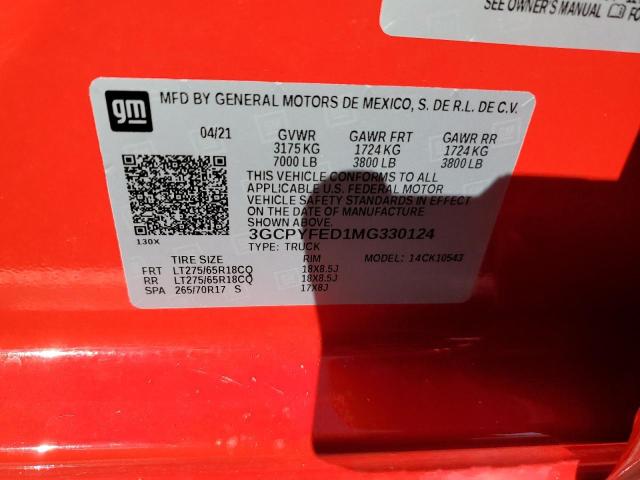 SEE OWNER'S MANUAL
gm
MFD BY GENERAL MOTORS DE MEXICO, S. DE R.L. DE C.V.
04/21 GVWR GAWR FRT GAWR RR
3175 KG 1724 KG 1724 KG
7000 LB 3800 LB 3800 LB
THIS VEHICLE CONFORMS TO ALL
APPLICABLE U.S. FEDERAL MOTOR
VEHICLE SAFETY STANDARDS IN EFFECT
ON THE DATE OF MANUFACTURE
SHOWN ABOVE.
3GCPYFED1MG330124
130X
TYPE: TRUCK
TIRE SIZE RIM MODEL: 14CK10543
FRT LT275/65R18CQ 18X8.5J
RR LT275/65R18CQ 18X8.5J
SPA 265/70R17 S 17X8J